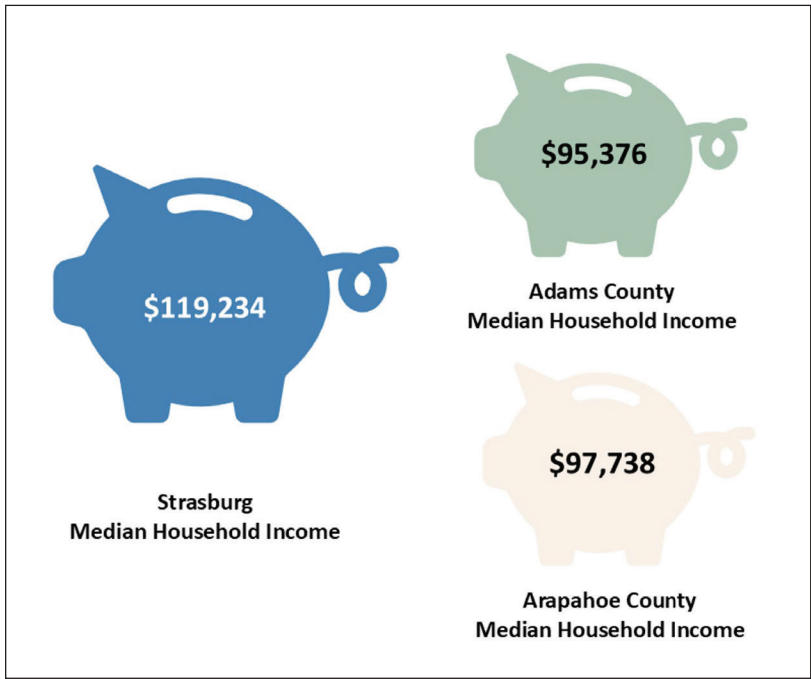 $119,234
Strasburg
Median Household Income
$95,376
Adams County
Median Household Income
$97,738
Arapahoe County
Median Household Income